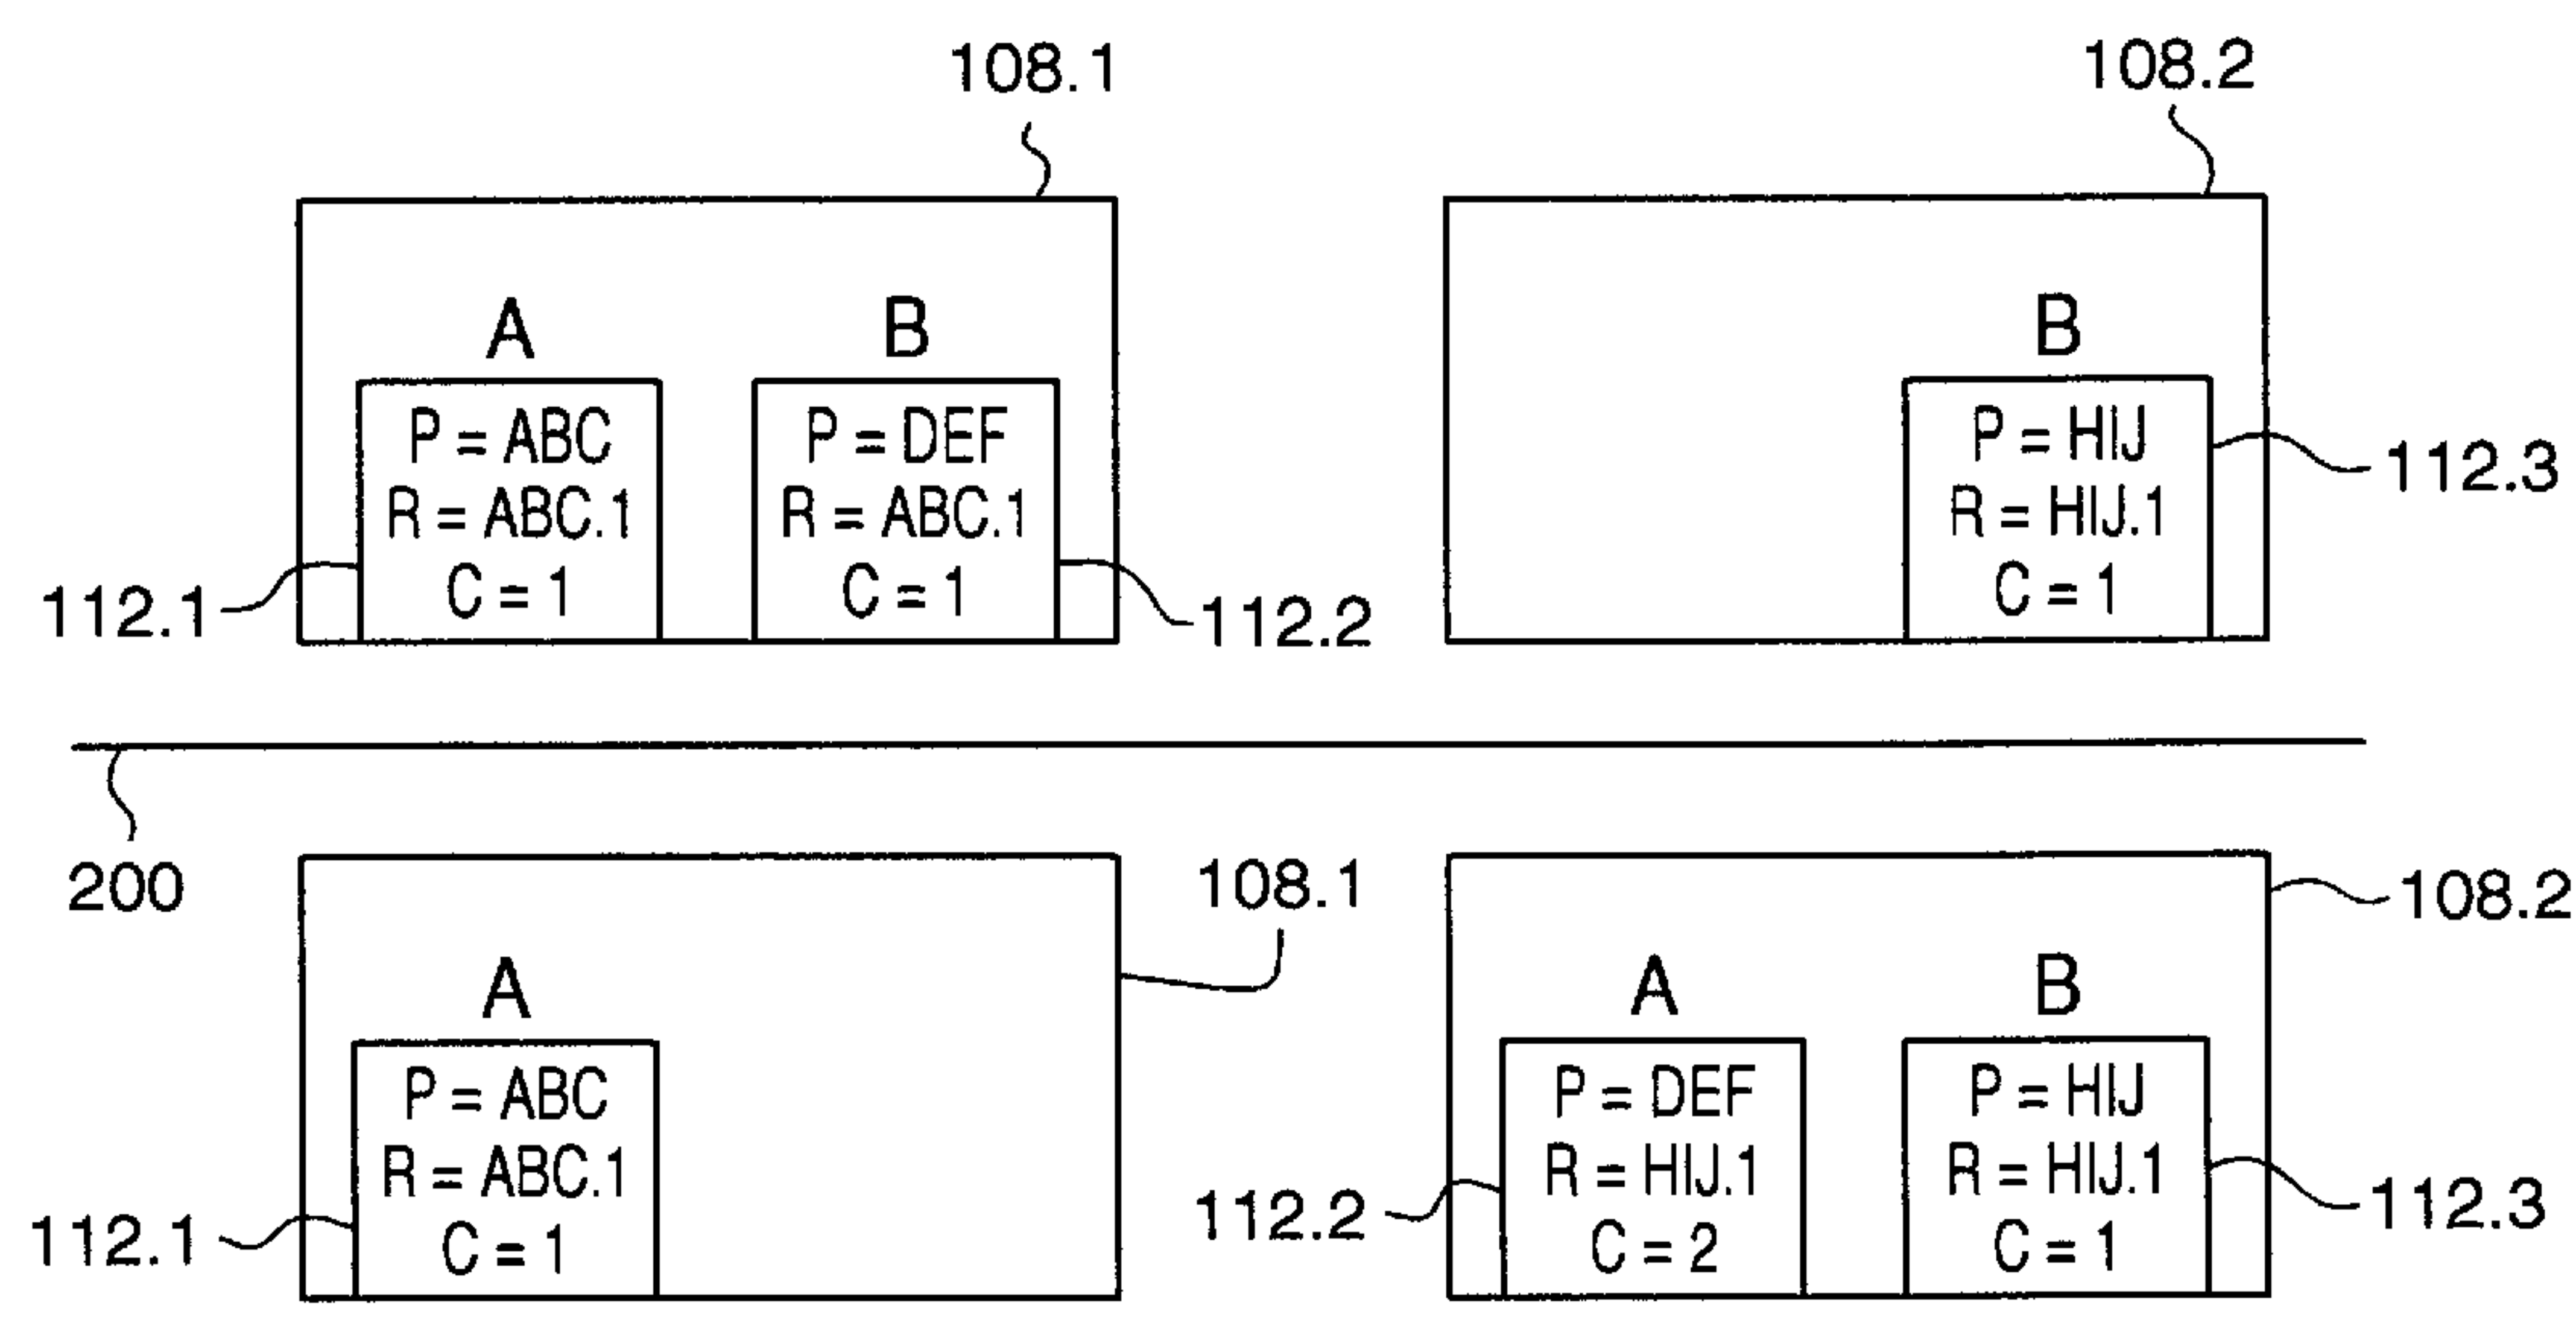 108.1
108.2
A
B
B
P = ABC
R = ABC.1
C = 1
P = DEF
R = ABC.1
C = 1
P = HIJ
R = HIJ.1
C = 1
112.1
112.2
112.3
200
108.1
108.2
A
A
B
P = ABC
R = ABC.1
C = 1
P = DEF
R = HIJ.1
C = 2
P = HIJ
R = HIJ.1
C = 1
112.1
112.2
112.3